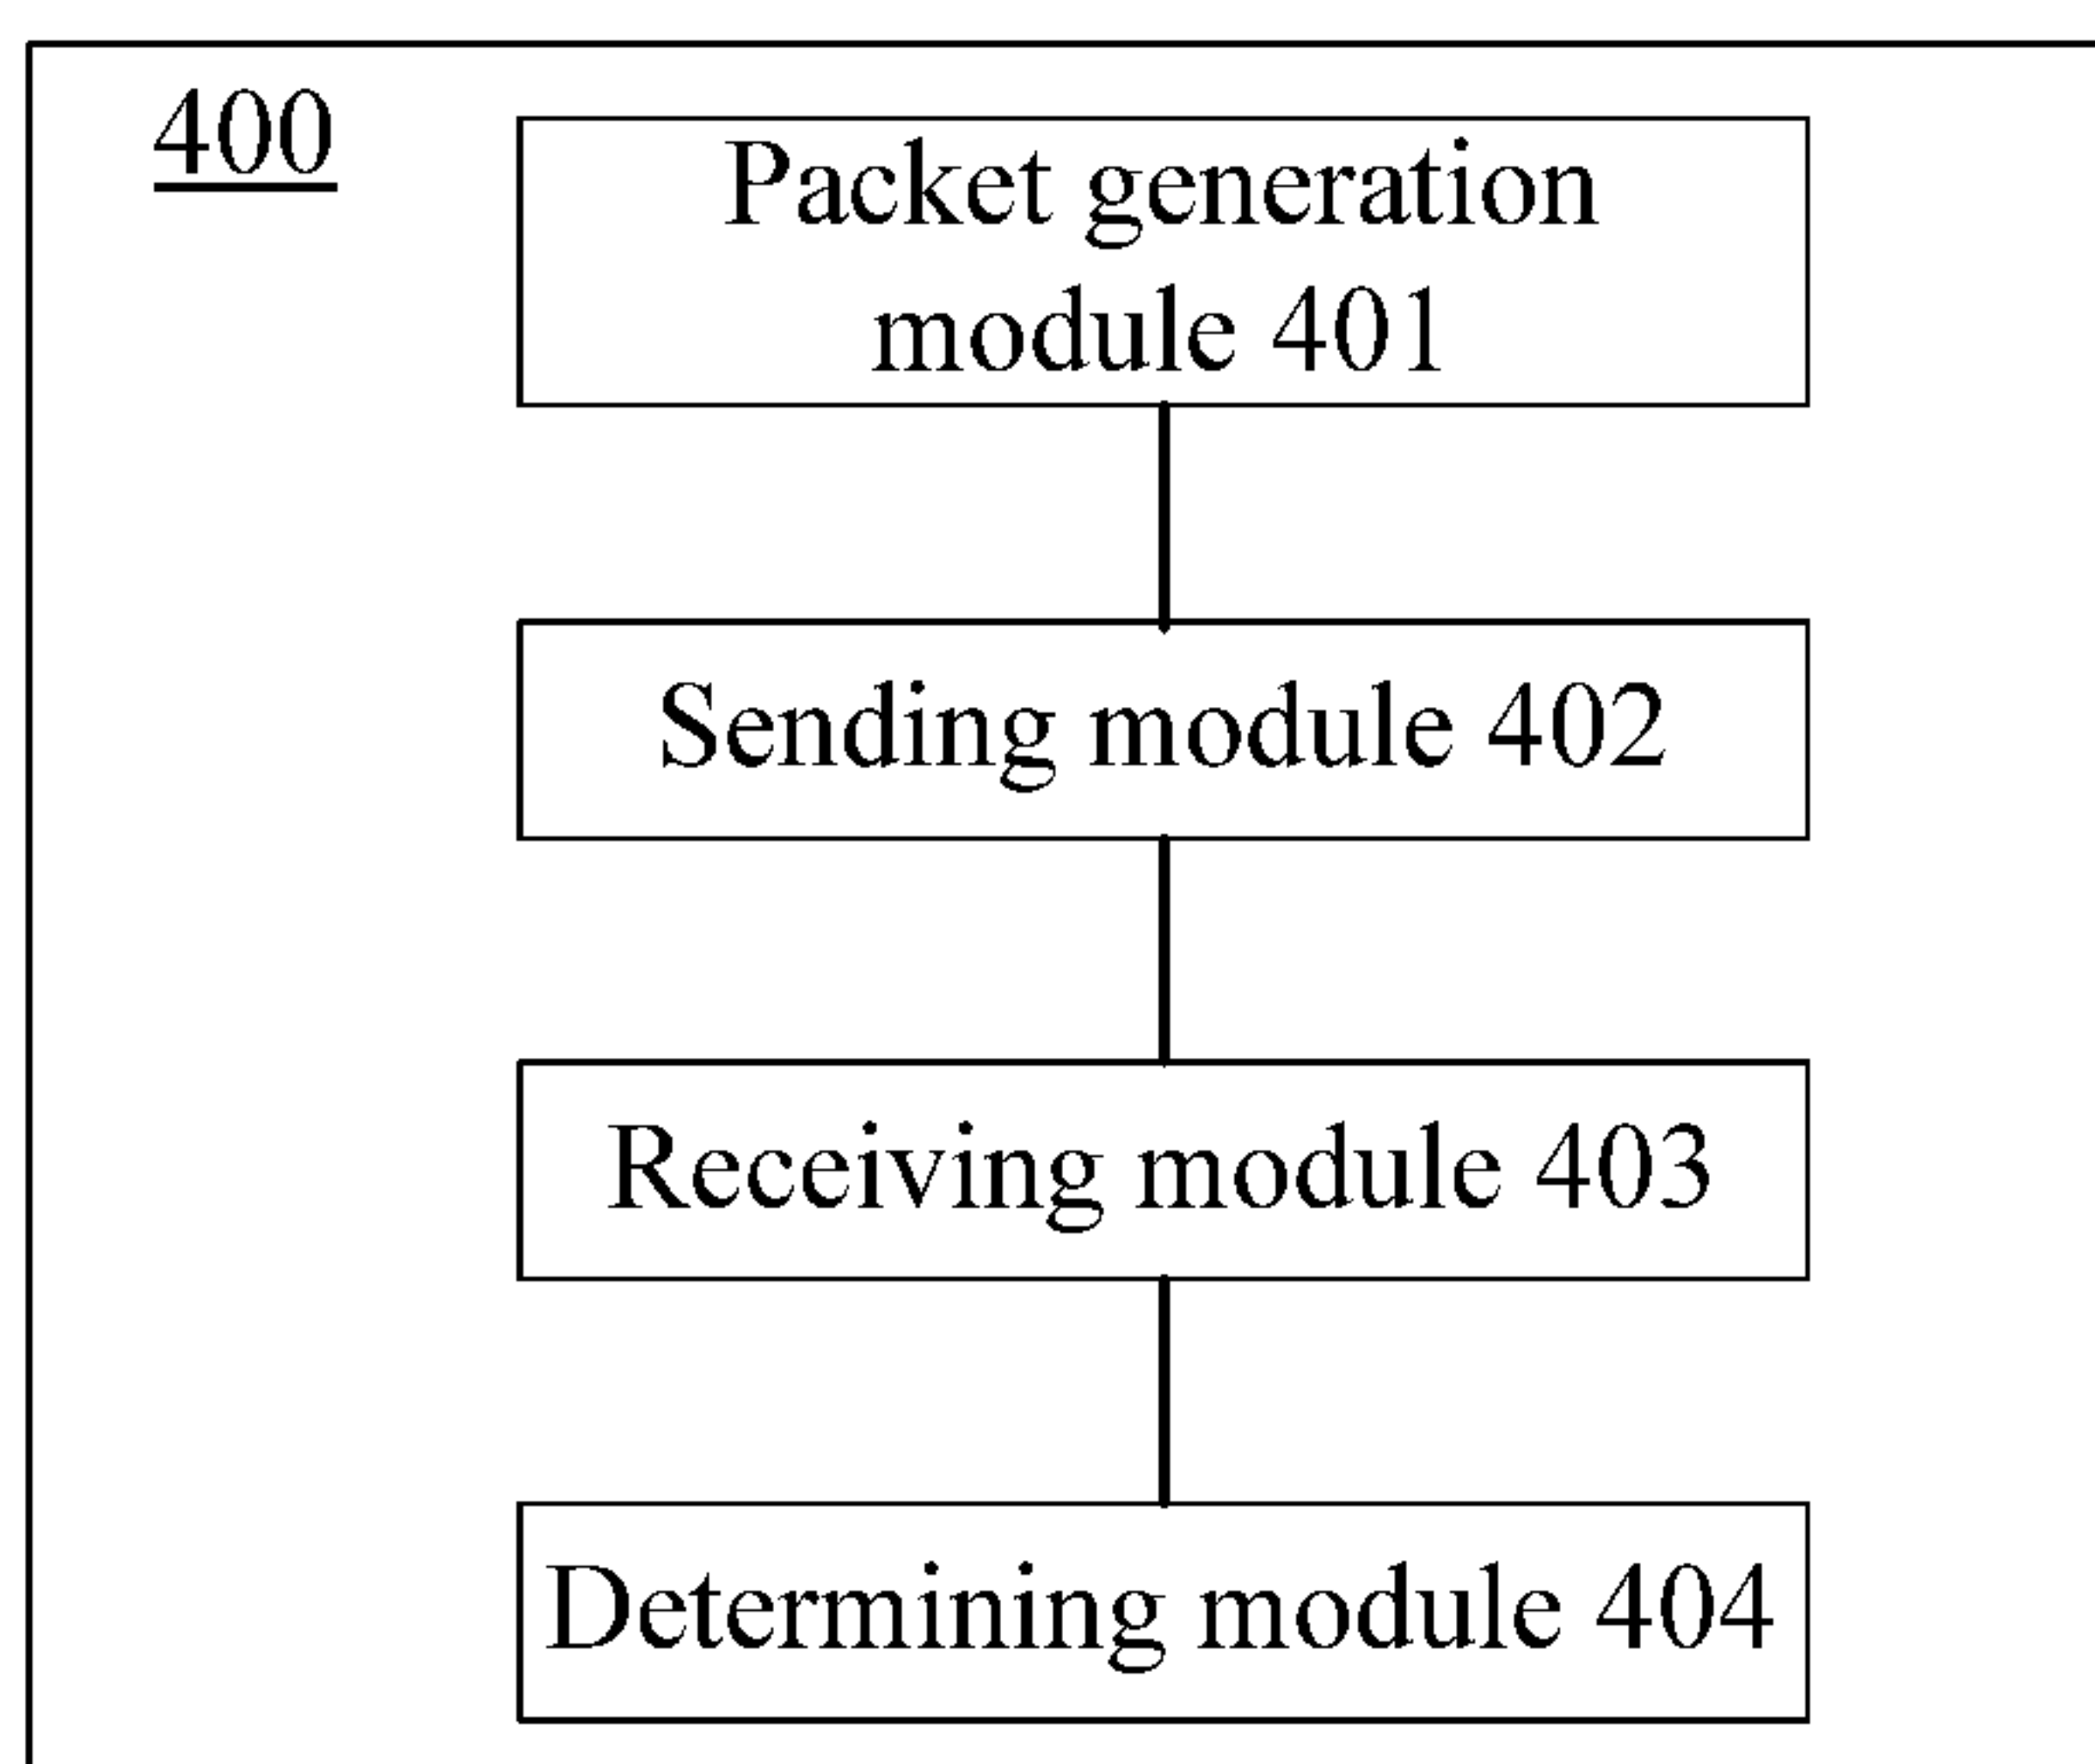 400
Packet generation
module 401
Sending module 402
Receiving module 403
Determining module 404